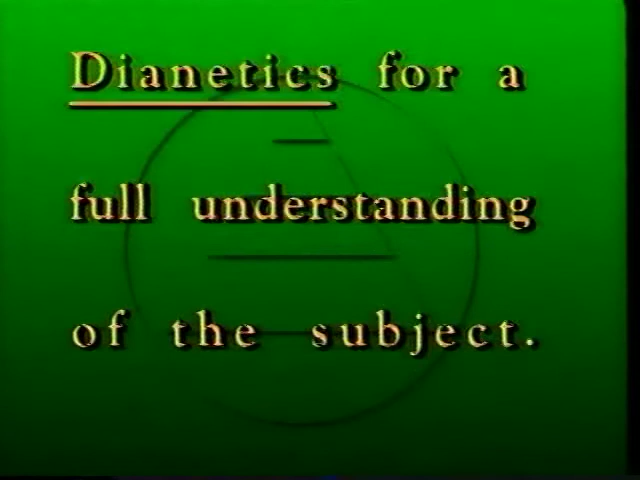 Dianetics for a
full understanding
of the subject.